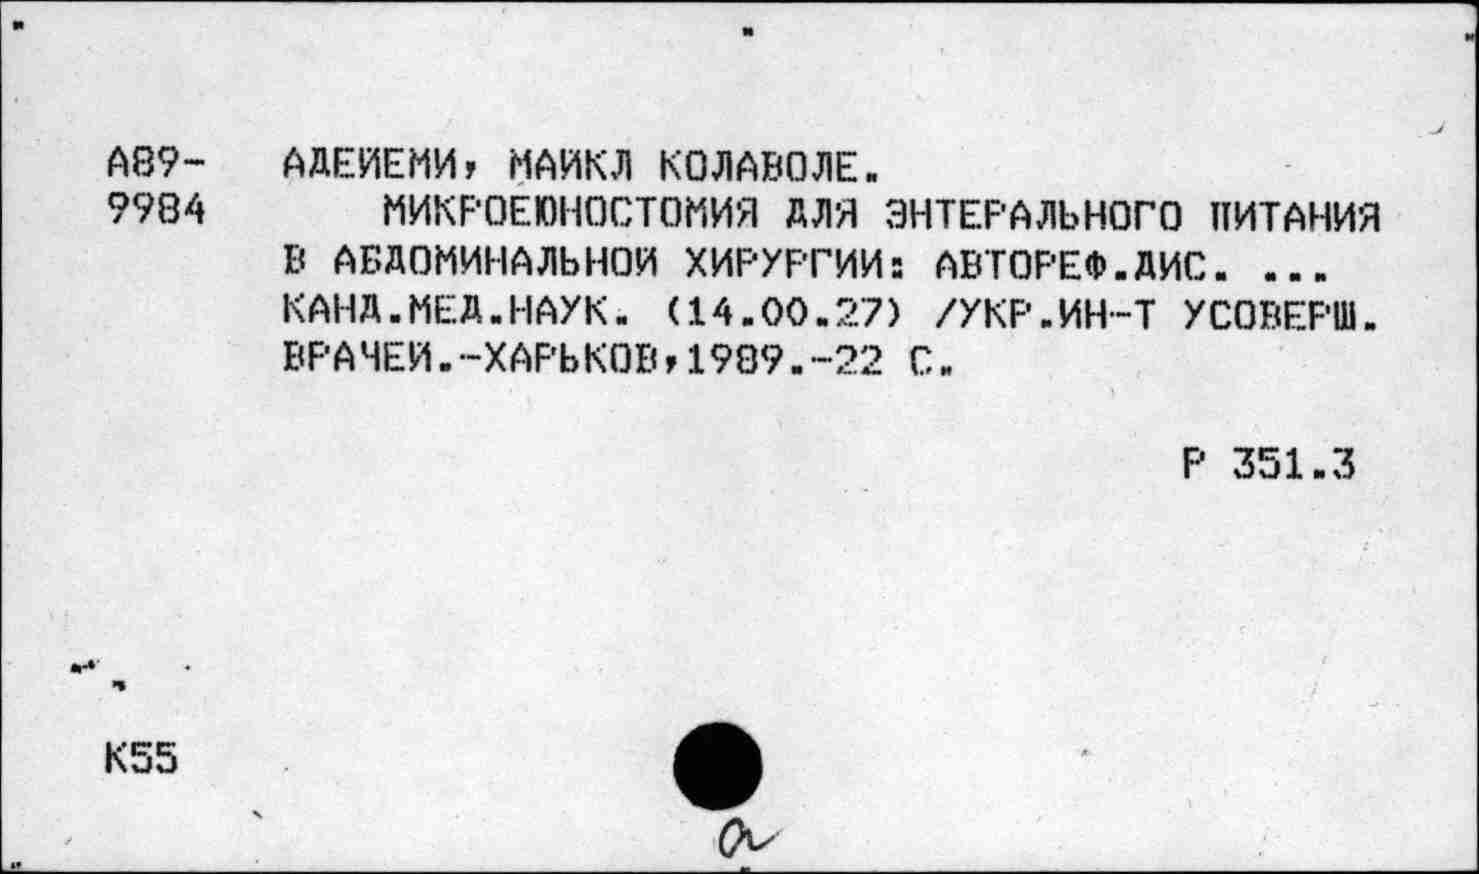 А89- АДЕЙЕМИ, МАЙКЛ КОЛАВОЛЕ.
9984 МИКРОЕЮНОСТОМИЯ ДЛЯ ЭНТЕРАЛЬНОГО ПИТАНИЯ
В АБДОМИНАЛЬНОЙ ХИРУРГИИ: АВТОРЕФ.ДИС. ...
КАНД.МЕД.НАУК. (14.00.27) /УКР.ИН-Т УСОВЕРШ.
ВРАЧЕЙ.-ХАРЬКОВ,1989.-22 С.
Р 351.3
К55